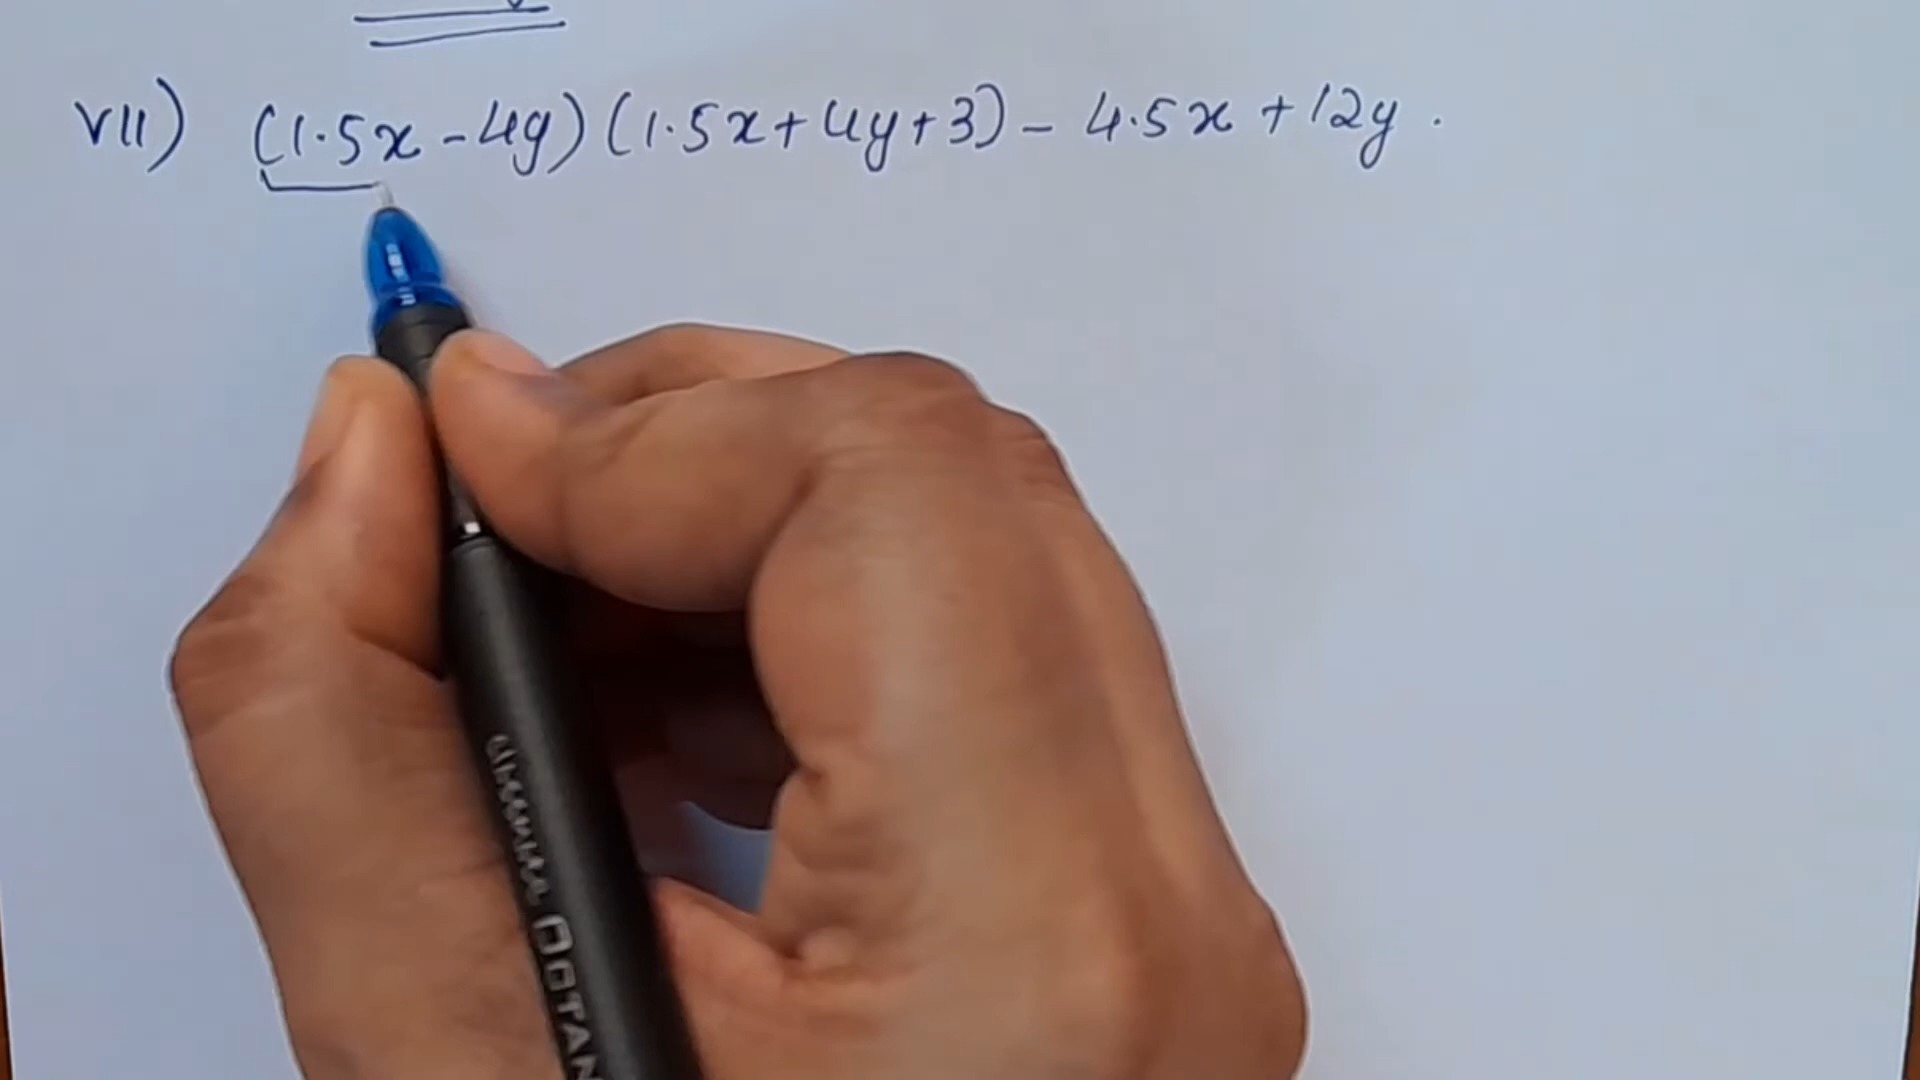 vii) (1.5x - 4y) (1.5x + 4y + 3) - 4.5x + 12y.